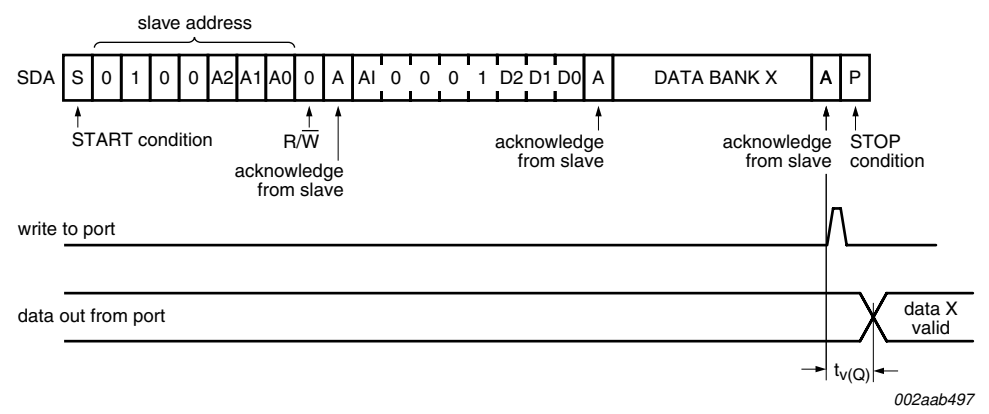 slave address
SDA S 0 1 0 0 A2 A1 A0 0 A AI 0 0 0 1 D2 D1 D0 A DATA BANK X A P
START condition
R/W̅
acknowledge
from slave
acknowledge
from slave
acknowledge
from slave
STOP
condition
write to port
data out from port
data X
valid
tv(Q)
002aab497